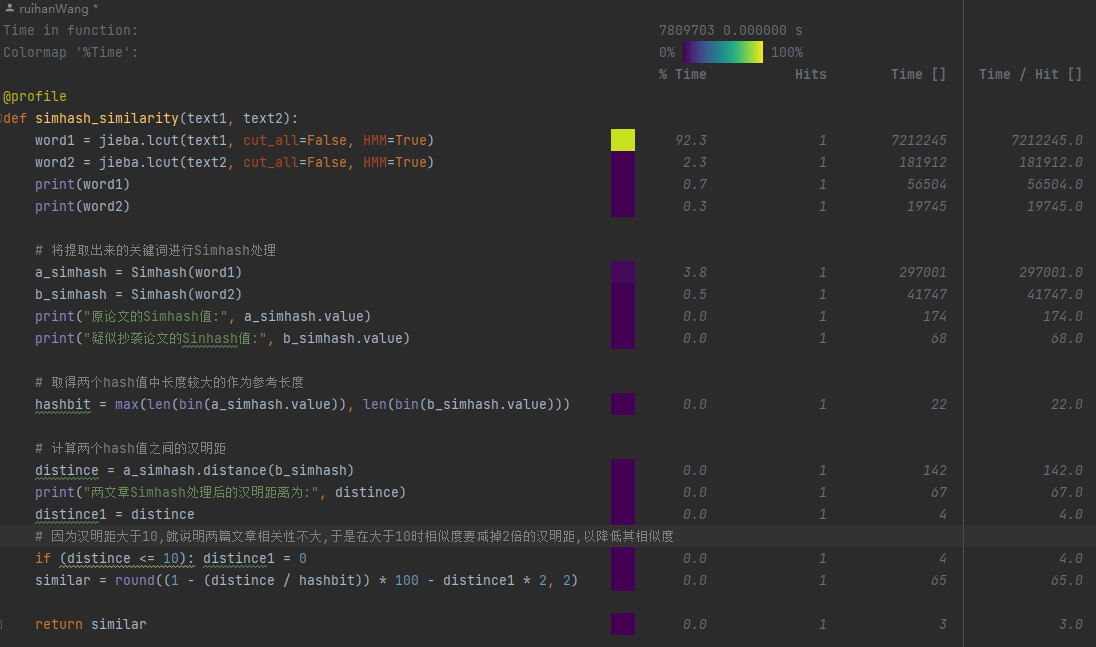 ruihanWang *
Time in function: 7809703 0.000000 s
Colormap '%Time': 0% 100%
% Time Hits Time [] Time / Hit []
@profile
def simhash_similarity(text1, text2):
word1 = jieba.lcut(text1, cut_all=False, HMM=True) 92.3 1 7212245 7212245.0
word2 = jieba.lcut(text2, cut_all=False, HMM=True) 2.3 1 181912 181912.0
print(word1) 0.7 1 56504 56504.0
print(word2) 0.3 1 19745 19745.0
# 将提取出来的关键词进行Simhash处理
a_simhash = Simhash(word1) 3.8 1 297001 297001.0
b_simhash = Simhash(word2) 0.5 1 41747 41747.0
print("原论文的Simhash值:", a_simhash.value) 0.0 1 174 174.0
print("疑似抄袭论文的Sinhash值:", b_simhash.value) 0.0 1 68 68.0
# 取得两个hash值中长度较大的作为参考长度
hashbit = max(len(bin(a_simhash.value)), len(bin(b_simhash.value))) 0.0 1 22 22.0
# 计算两个hash值之间的汉明距
distince = a_simhash.distance(b_simhash) 0.0 1 142 142.0
print("两文章Simhash处理后的汉明距离为:", distince) 0.0 1 67 67.0
distince1 = distince 0.0 1 4 4.0
# 因为汉明距大于10,就说明两篇文章相关性不大,于是在大于10时相似度要减掉2倍的汉明距,以降低其相似度
if (distince <= 10): distince1 = 0 0.0 1 4 4.0
similar = round((1 - (distince / hashbit)) * 100 - distince1 * 2, 2) 0.0 1 65 65.0
return similar 0.0 1 3 3.0